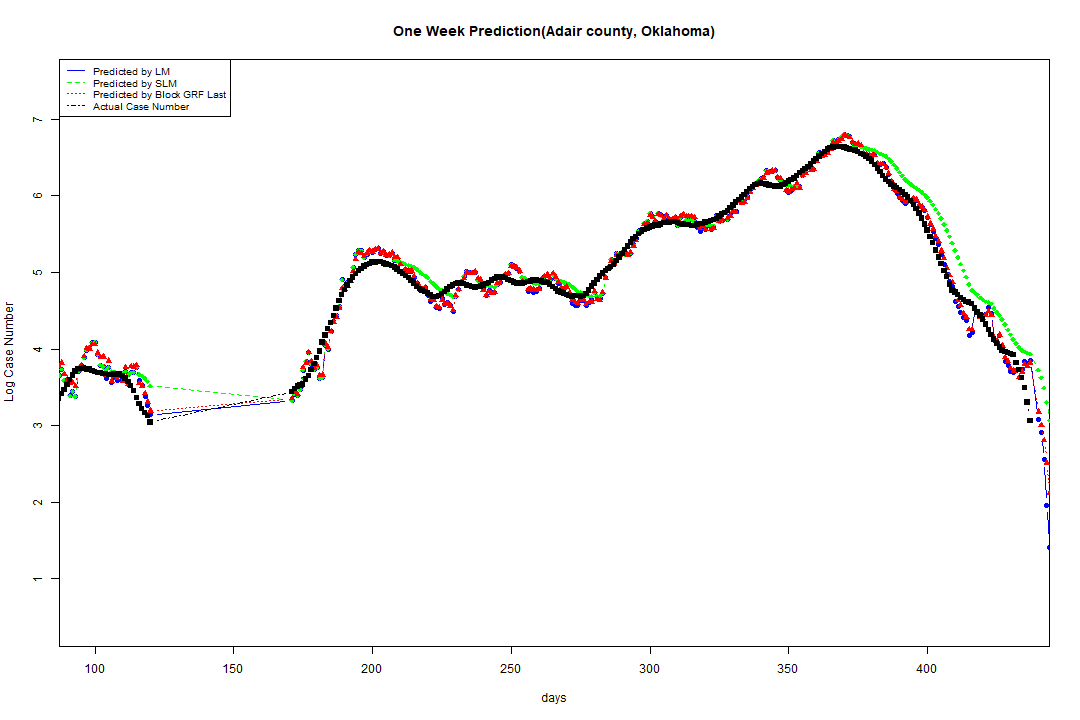 One Week Prediction(Adair county, Oklahoma)
Predicted by LM
Predicted by SLM
Predicted by Block GRF Last
Actual Case Number
Log Case Number
7
6
5
4
3
2
1
100 150 200 250 300 350 400
days